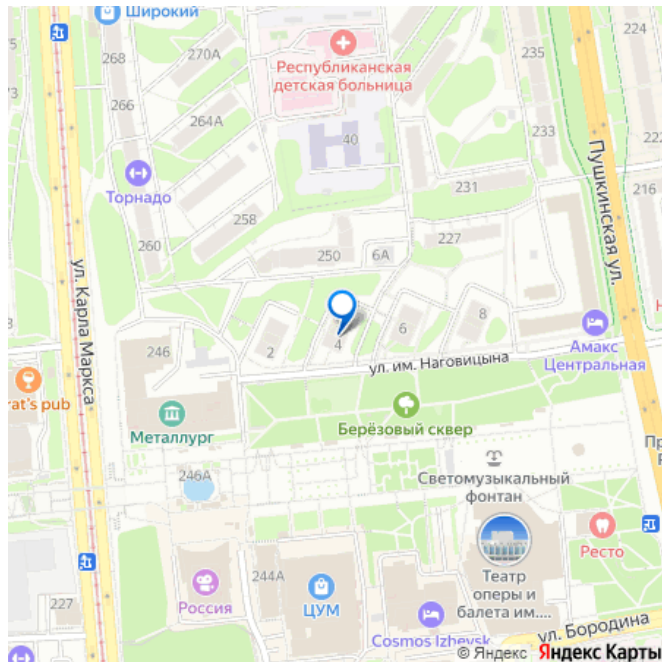 Широкий
270А
268
266
264А
Республиканская
детская больница
40
235
224
233
222
216
Пушкинская ул.
Торнадо
258
260
231
227
250
6А
ул. Карла Маркса
246
2
4
6
8
ул. им. Наговицына
Амакс
Центральная
rat's pub
Металлург
Берёзовый сквер
246А
Светомузыкальный
фонтан
Ресто
227
244А
Россия
ЦУМ
Театр
оперы и
балета им....
Cosmos Izhevsk
ул. Бородина
© Яндекс Яндекс Карты